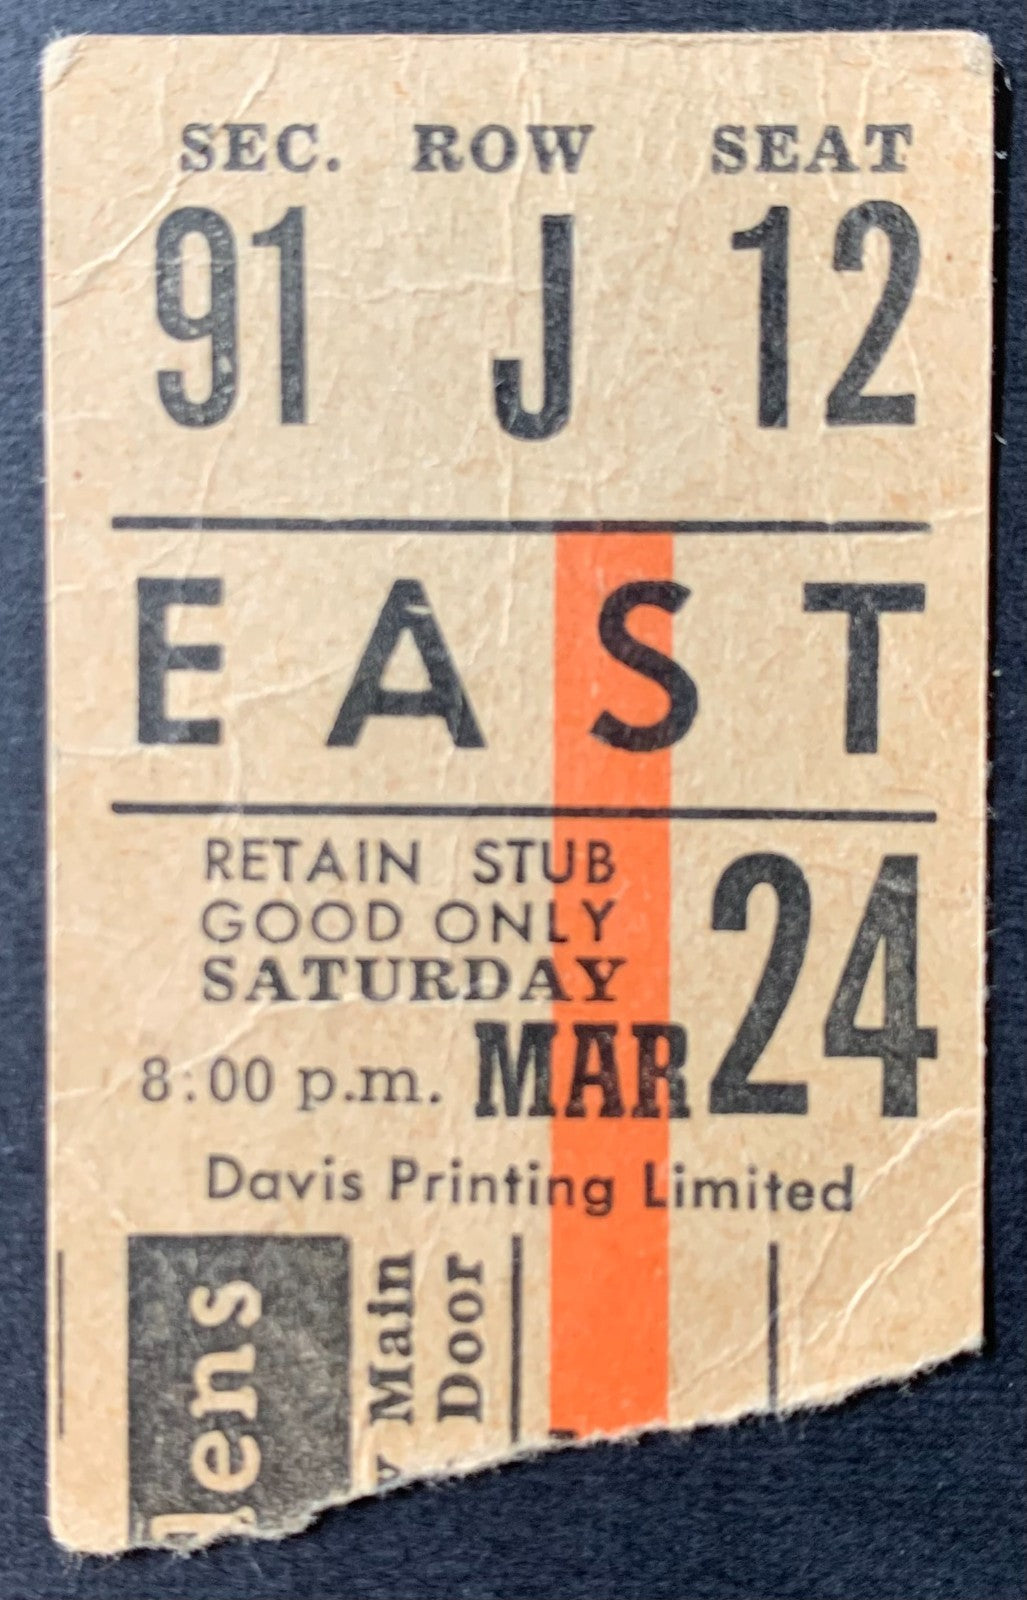 SEC. ROW SEAT
91 J 12
EAST
RETAIN STUB
GOOD ONLY
SATURDAY
8:00 p.m. MAR 24
Davis Printing Limited
dens
y Main
Door